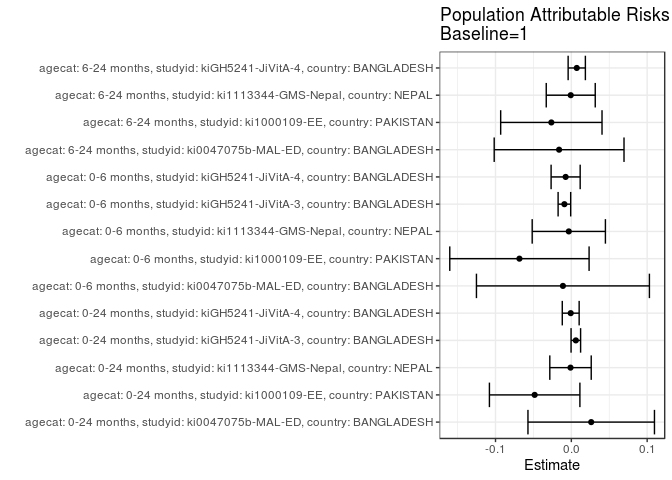 Population Attributable Risks
Baseline=1
agecat: 6-24 months, studyid: kiGH5241-JiVitA-4, country: BANGLADESH
agecat: 6-24 months, studyid: ki1113344-GMS-Nepal, country: NEPAL
agecat: 6-24 months, studyid: ki1000109-EE, country: PAKISTAN
agecat: 6-24 months, studyid: ki0047075b-MAL-ED, country: BANGLADESH
agecat: 0-6 months, studyid: kiGH5241-JiVitA-4, country: BANGLADESH
agecat: 0-6 months, studyid: kiGH5241-JiVitA-3, country: BANGLADESH
agecat: 0-6 months, studyid: ki1113344-GMS-Nepal, country: NEPAL
agecat: 0-6 months, studyid: ki1000109-EE, country: PAKISTAN
agecat: 0-6 months, studyid: ki0047075b-MAL-ED, country: BANGLADESH
agecat: 0-24 months, studyid: kiGH5241-JiVitA-4, country: BANGLADESH
agecat: 0-24 months, studyid: kiGH5241-JiVitA-3, country: BANGLADESH
agecat: 0-24 months, studyid: ki1113344-GMS-Nepal, country: NEPAL
agecat: 0-24 months, studyid: ki1000109-EE, country: PAKISTAN
agecat: 0-24 months, studyid: ki0047075b-MAL-ED, country: BANGLADESH
-0.1 0.0 0.1
Estimate